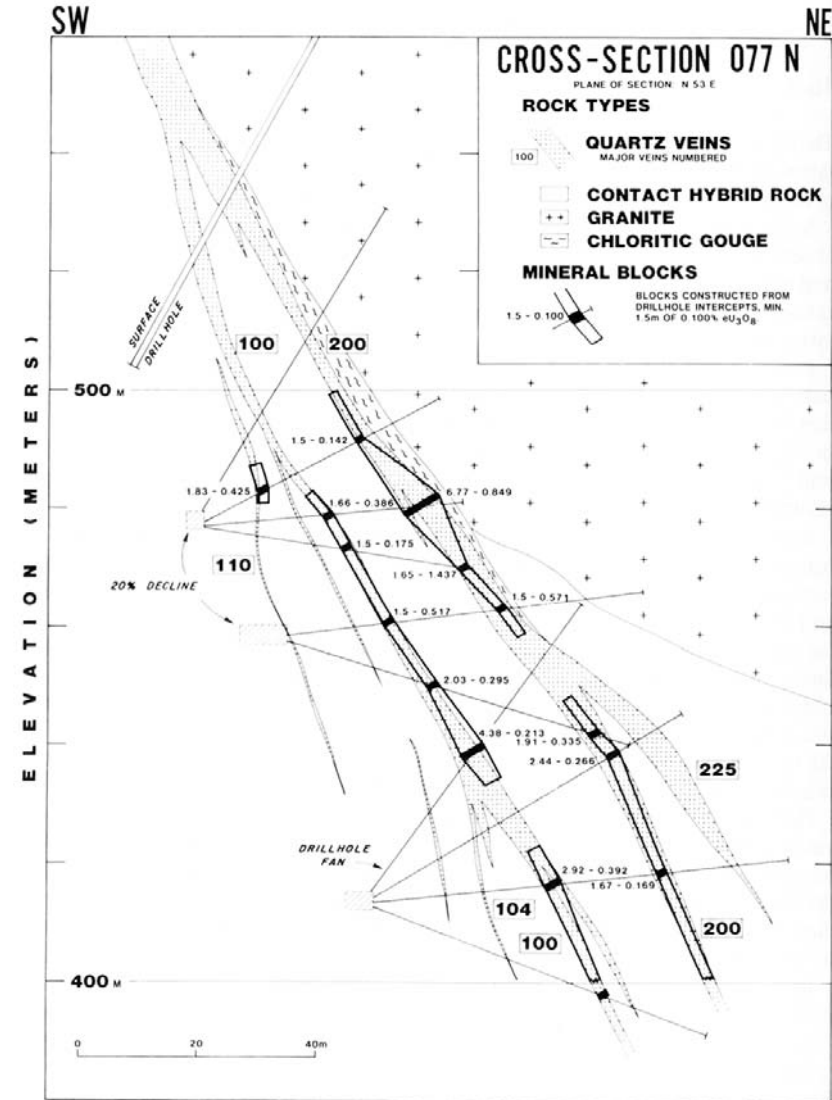 SW
NE
CROSS-SECTION 077 N
PLANE OF SECTION: N 53 E
ROCK TYPES
100
QUARTZ VEINS
MAJOR VEINS NUMBERED
CONTACT HYBRID ROCK
GRANITE
CHLORITIC GOUGE
MINERAL BLOCKS
1.5 - 0.100
BLOCKS CONSTRUCTED FROM
DRILLHOLE INTERCEPTS, MIN.
1.5m OF 0.100% eU3O8
SURFACE
DRILLHOLE
100
200
ELEVATION (METERS)
500 M
1.5 - 0.142
1.83 - 0.425
1.66 - 0.386
6.77 - 0.849
1.5 - 0.175
110
1.65 - 1.437
20% DECLINE
1.5 - 0.571
1.5 - 0.517
2.03 - 0.295
4.38 - 0.213
1.91 - 0.335
2.44 - 0.266
225
DRILLHOLE
FAN
2.92 - 0.392
1.67 - 0.169
104
100
200
400 M
0 20 40m